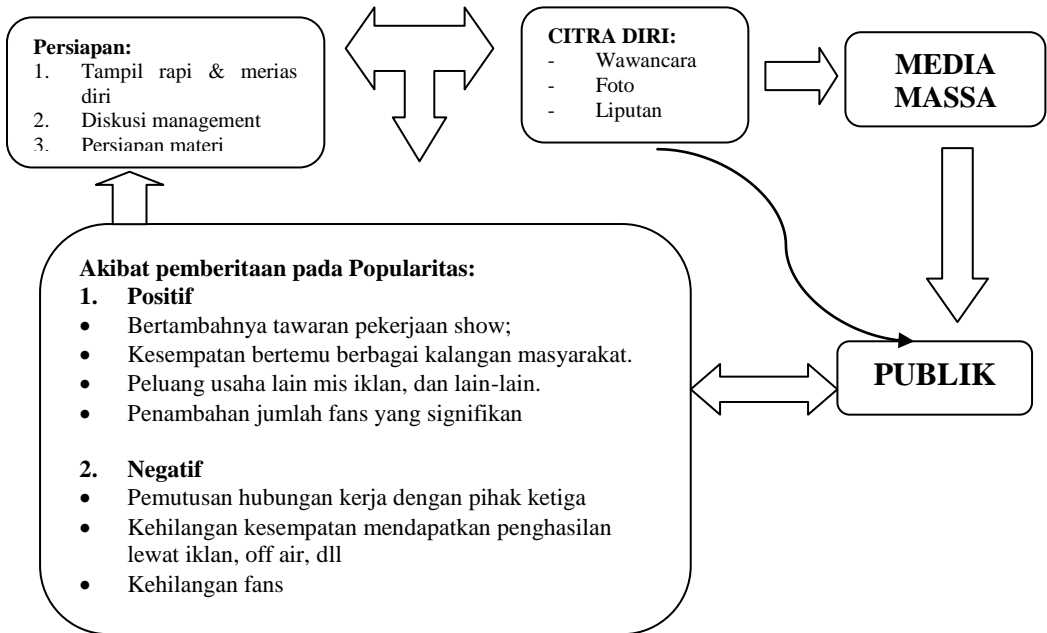 Persiapan:
1. Tampil rapi & merias
diri
2. Diskusi management
3. Persiapan materi
CITRA DIRI:
- Wawancara
- Foto
- Liputan
MEDIA
MASSA
Akibat pemberitaan pada Popularitas:
1. Positif
• Bertambahnya tawaran pekerjaan show;
• Kesempatan bertemu berbagai kalangan masyarakat.
• Peluang usaha lain mis iklan, dan lain-lain.
• Penambahan jumlah fans yang signifikan
2. Negatif
• Pemutusan hubungan kerja dengan pihak ketiga
• Kehilangan kesempatan mendapatkan penghasilan
lewat iklan, off air, dll
• Kehilangan fans
PUBLIK